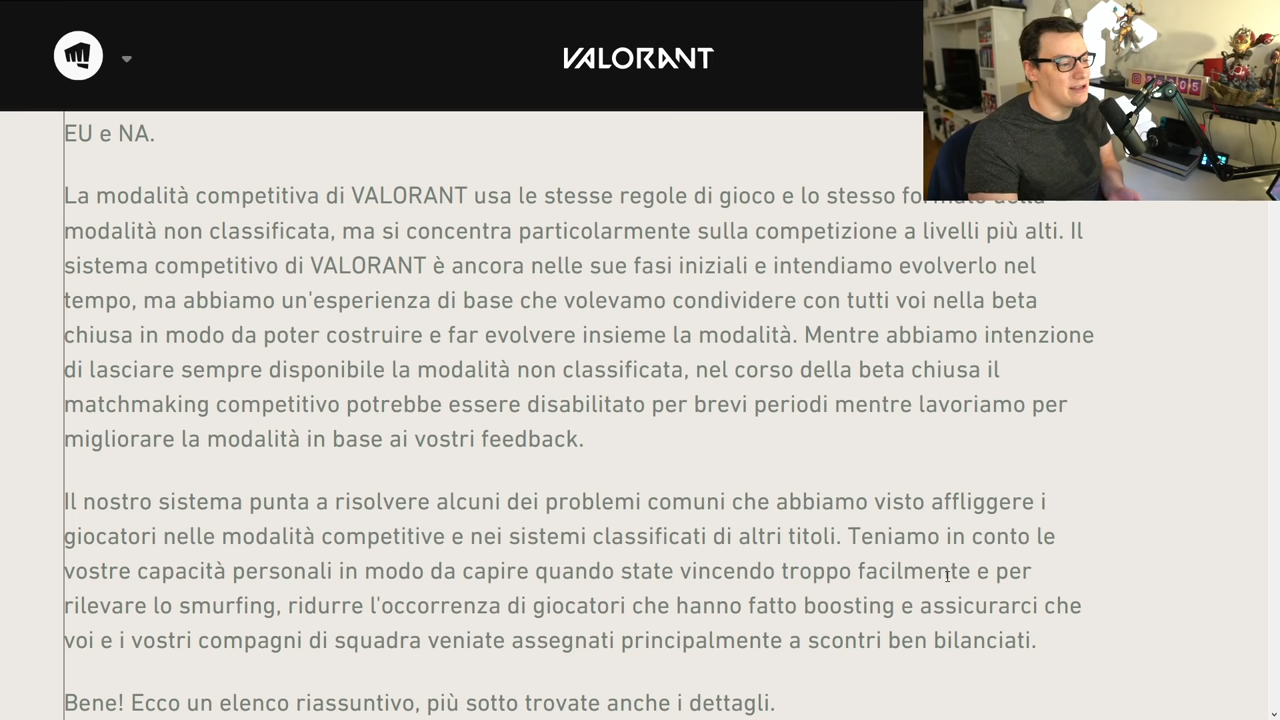 VALORANT
EU e NA.
La modalità competitiva di VALORANT usa le stesse regole di gioco e lo stesso
modalità non classificata, ma si concentra particolarmente sulla competizione a livelli più alti. Il
sistema competitivo di VALORANT è ancora nelle sue fasi iniziali e intendiamo evolverlo nel
tempo, ma abbiamo un'esperienza di base che volevamo condividere con tutti voi nella beta
chiusa in modo da poter costruire e far evolvere insieme la modalità. Mentre abbiamo intenzione
di lasciare sempre disponibile la modalità non classificata, nel corso della beta chiusa il
matchmaking competitivo potrebbe essere disabilitato per brevi periodi mentre lavoriamo per
migliorare la modalità in base ai vostri feedback.
Il nostro sistema punta a risolvere alcuni dei problemi comuni che abbiamo visto affliggere i
giocatori nelle modalità competitive e nei sistemi classificati di altri titoli. Teniamo in conto le
vostre capacità personali in modo da capire quando state vincendo troppo facilmente e per
rilevare lo smurfing, ridurre l'occorrenza di giocatori che hanno fatto boosting e assicurarci che
voi e i vostri compagni di squadra veniate assegnati principalmente a scontri ben bilanciati.
Bene! Ecco un elenco riassuntivo, più sotto trovate anche i dettagli.